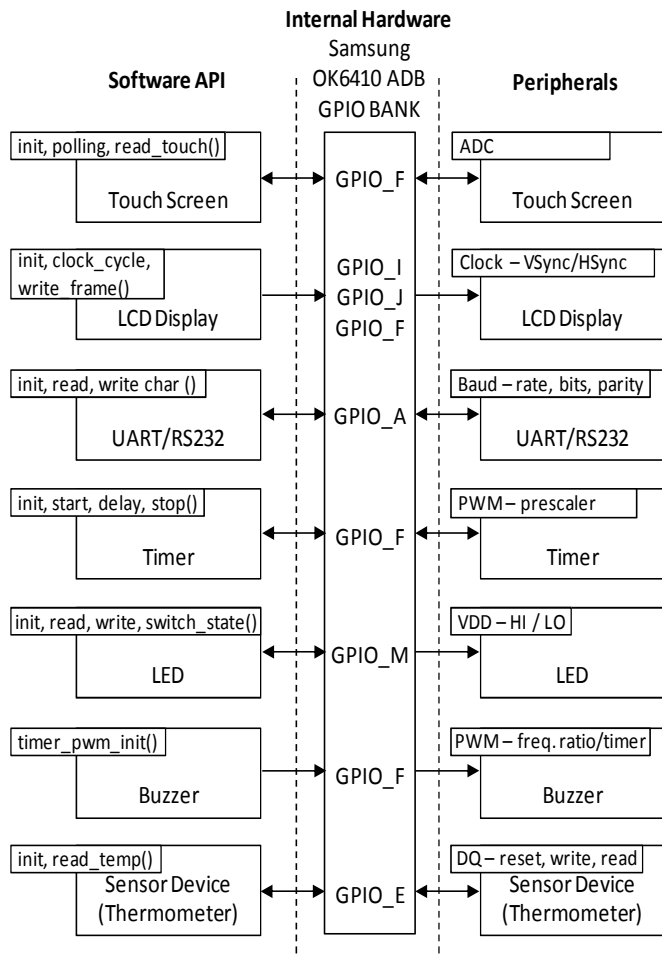 Internal Hardware
Samsung
OK6410 ADB
GPIO BANK
Software API
Peripherals
init, polling, read_touch()
Touch Screen
GPIO_F
ADC
Touch Screen
init, clock_cycle,
write_frame()
LCD Display
GPIO_I
GPIO_J
GPIO_F
Clock – VSync/HSync
LCD Display
init, read, write char ()
UART/RS232
GPIO_A
Baud – rate, bits, parity
UART/RS232
init, start, delay, stop()
Timer
GPIO_F
PWM – prescaler
Timer
init, read, write, switch_state()
LED
GPIO_M
VDD – HI / LO
LED
timer_pwm_init()
Buzzer
GPIO_F
PWM – freq. ratio/timer
Buzzer
init, read_temp()
Sensor Device
(Thermometer)
GPIO_E
DQ – reset, write, read
Sensor Device
(Thermometer)